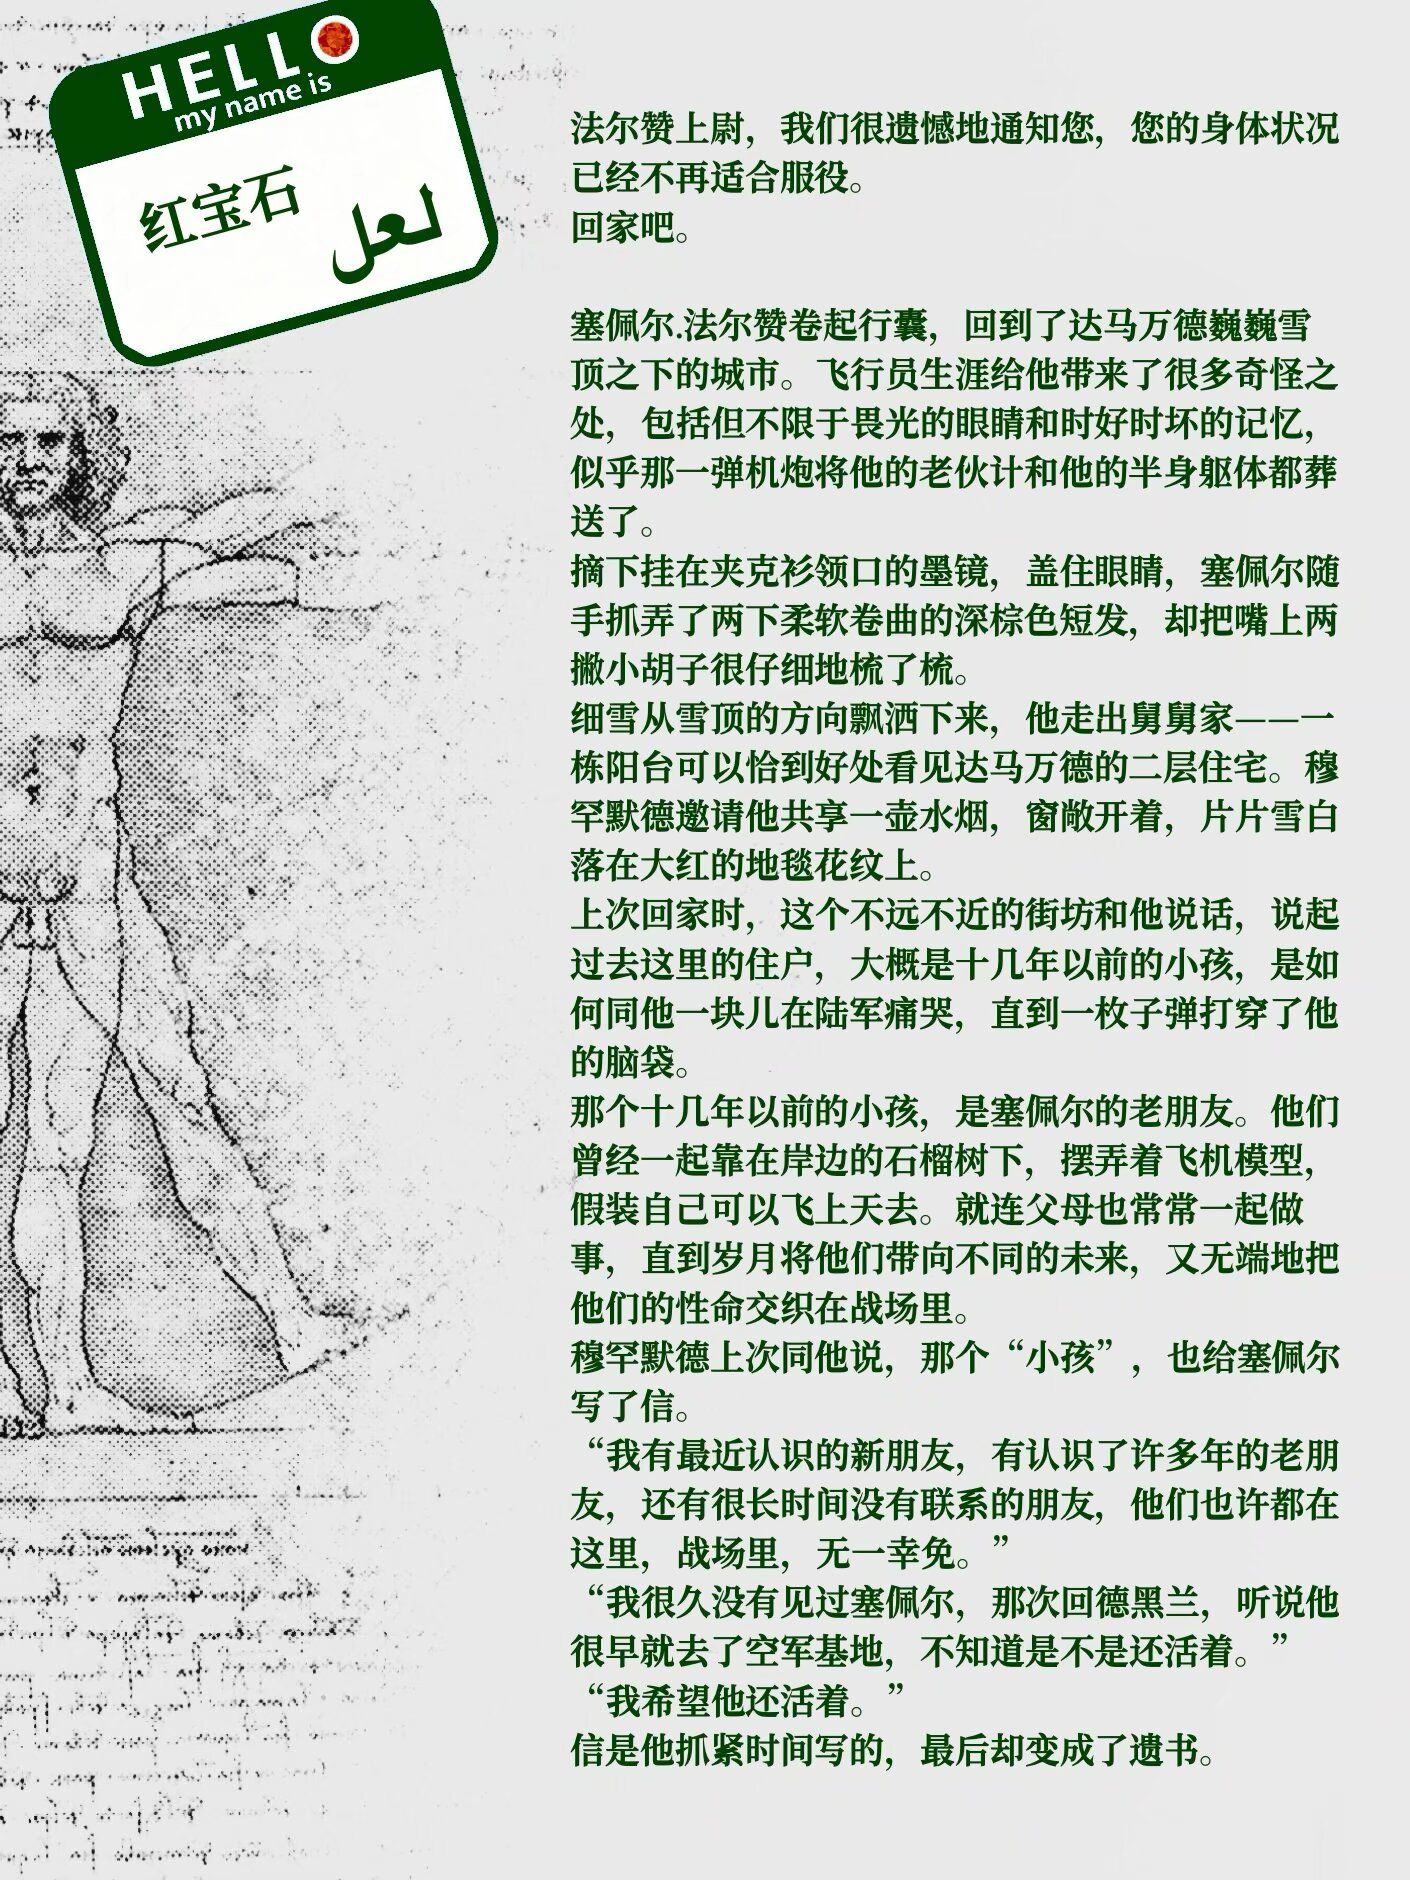 HELLO
my name is
红宝石
لعل
法尔赞上尉，我们很遗憾地通知您，您的身体状况
已经不再适合服役。
回家吧。
塞佩尔.法尔赞卷起行囊，回到了达马万德巍巍雪
顶之下的城市。飞行员生涯给他带来了很多奇怪之
处，包括但不限于畏光的眼睛和时好时坏的记忆，
似乎那一弹机炮将他的老伙计和他的半身躯体都葬
送了。
摘下挂在夹克衫领口的墨镜，盖住眼睛，塞佩尔随
手抓弄了两下柔软卷曲的深棕色短发，却把嘴上两
撇小胡子很仔细地梳了梳。
细雪从雪顶的方向飘洒下来，他走出舅舅家——一
栋阳台可以恰到好处看见达马万德的二层住宅。穆
罕默德邀请他共享一壶水烟，窗敞开着，片片雪白
落在大红的地毯花纹上。
上次回家时，这个不远不近的街坊和他说话，说起
过去这里的住户，大概是十几年以前的小孩，是如
何同他一块儿在陆军痛哭，直到一枚子弹打穿了他
的脑袋。
那个十几年以前的小孩，是塞佩尔的老朋友。他们
曾经一起靠在岸边的石榴树下，摆弄着飞机模型，
假装自己可以飞上天去。就连父母也常常一起做
事，直到岁月将他们带向不同的未来，又无端地把
他们的性命交织在战场里。
穆罕默德上次同他说，那个“小孩”，也给塞佩尔
写了信。
“我有最近认识的新朋友，有认识了许多年的老朋
友，还有很长时间没有联系的朋友，他们也许都在
这里，战场里，无一幸免。”
“我很久没有见过塞佩尔，那次回德黑兰，听说他
很早就去了空军基地，不知道是不是还活着。”
“我希望他还活着。”
信是他抓紧时间写的，最后却变成了遗书。